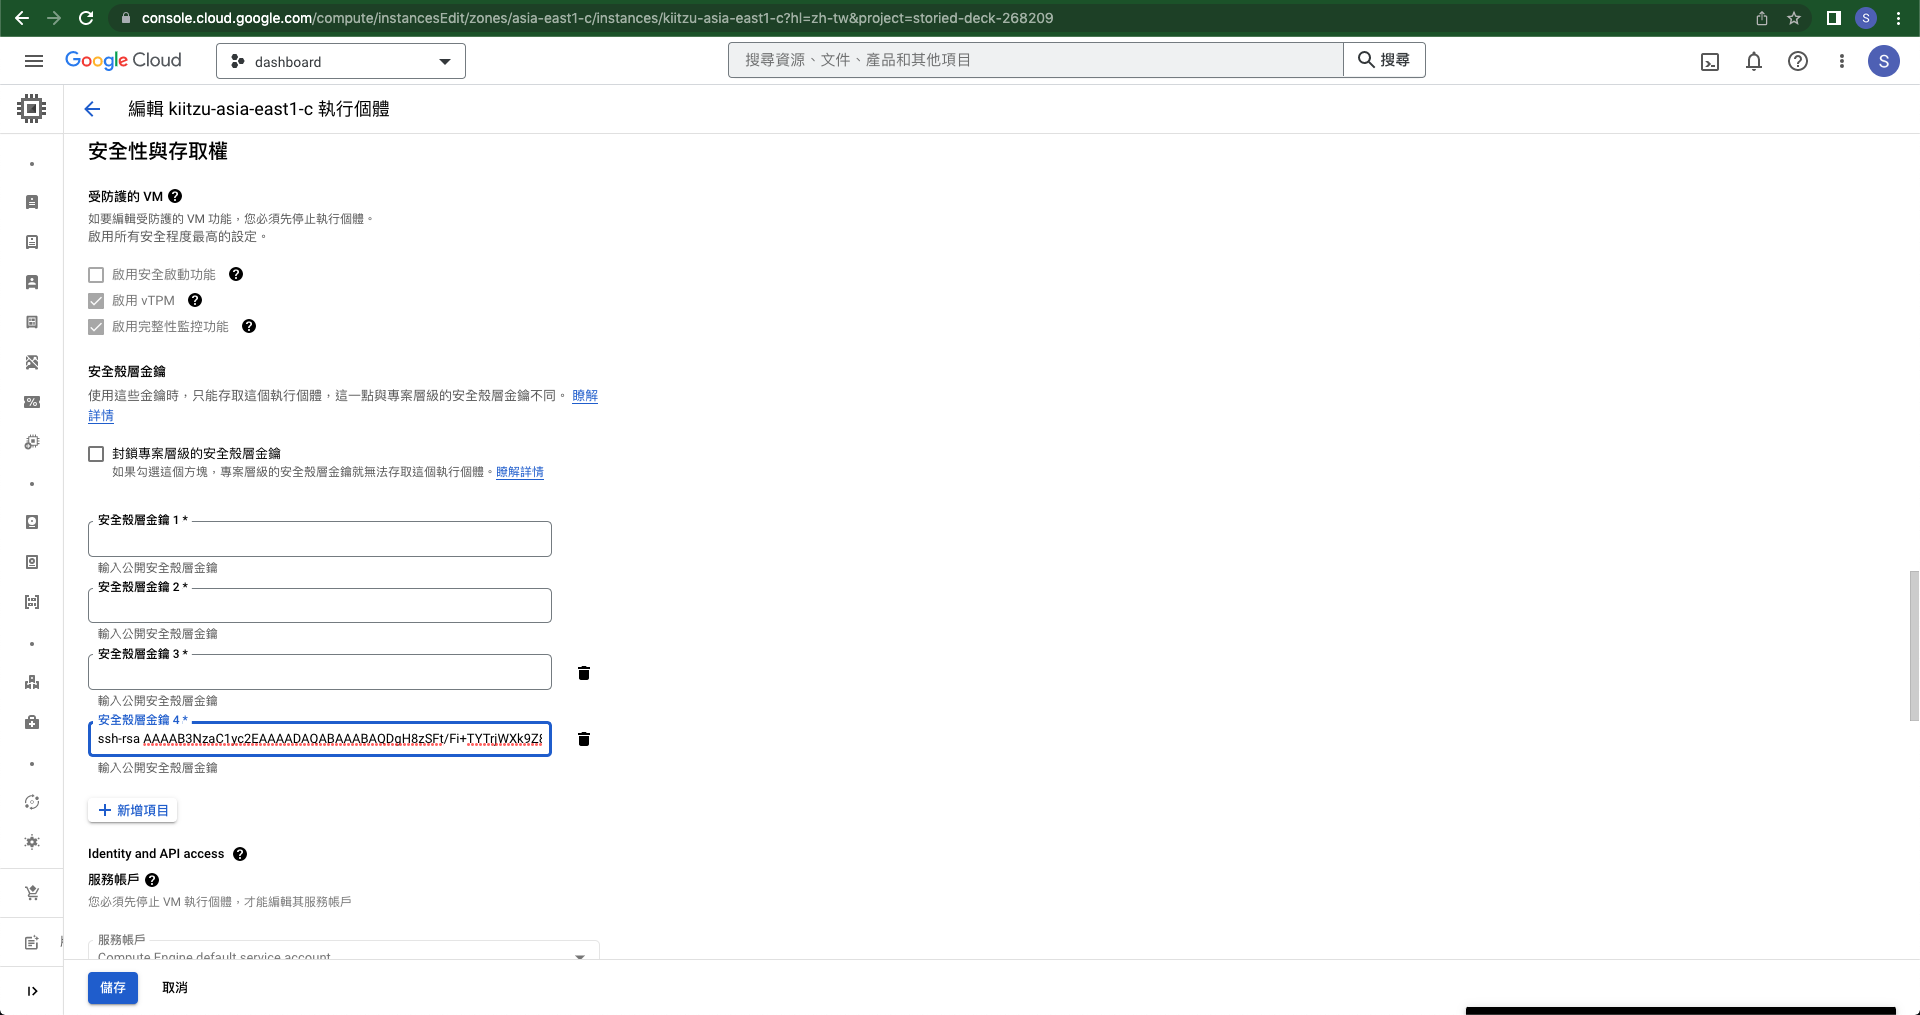 console.cloud.google.com/compute/instancesEdit/zones/asia-east1-c/instances/kiitzu-asia-east1-c?hl=zh-tw&project=storied-deck-268209
S
Google Cloud
dashboard
搜尋資源、文件、產品和其他項目
搜尋
S
編輯 kiitzu-asia-east1-c 執行個體
安全性與存取權
受防護的 VM
如要編輯受防護的 VM 功能，您必須先停止執行個體。
啟用所有安全程度最高的設定。
啟用安全啟動功能
啟用 vTPM
啟用完整性監控功能
安全殼層金鑰
使用這些金鑰時，只能存取這個執行個體，這一點與專案層級的安全殼層金鑰不同。 瞭解
詳情
封鎖專案層級的安全殼層金鑰
如果勾選這個方塊，專案層級的安全殼層金鑰就無法存取這個執行個體。瞭解詳情
安全殼層金鑰 1 *
輸入公開安全殼層金鑰
安全殼層金鑰 2 *
輸入公開安全殼層金鑰
安全殼層金鑰 3 *
輸入公開安全殼層金鑰
安全殼層金鑰 4 *
ssh-rsa AAAAB3NzaC1yc2EAAAADAQABAAABAQDgH8zSFt/Fi+TYTrjWXk9Z8
輸入公開安全殼層金鑰
新增項目
Identity and API access
服務帳戶
您必須先停止 VM 執行個體，才能編輯其服務帳戶
服務帳戶
Compute Engine default service account
儲存
取消